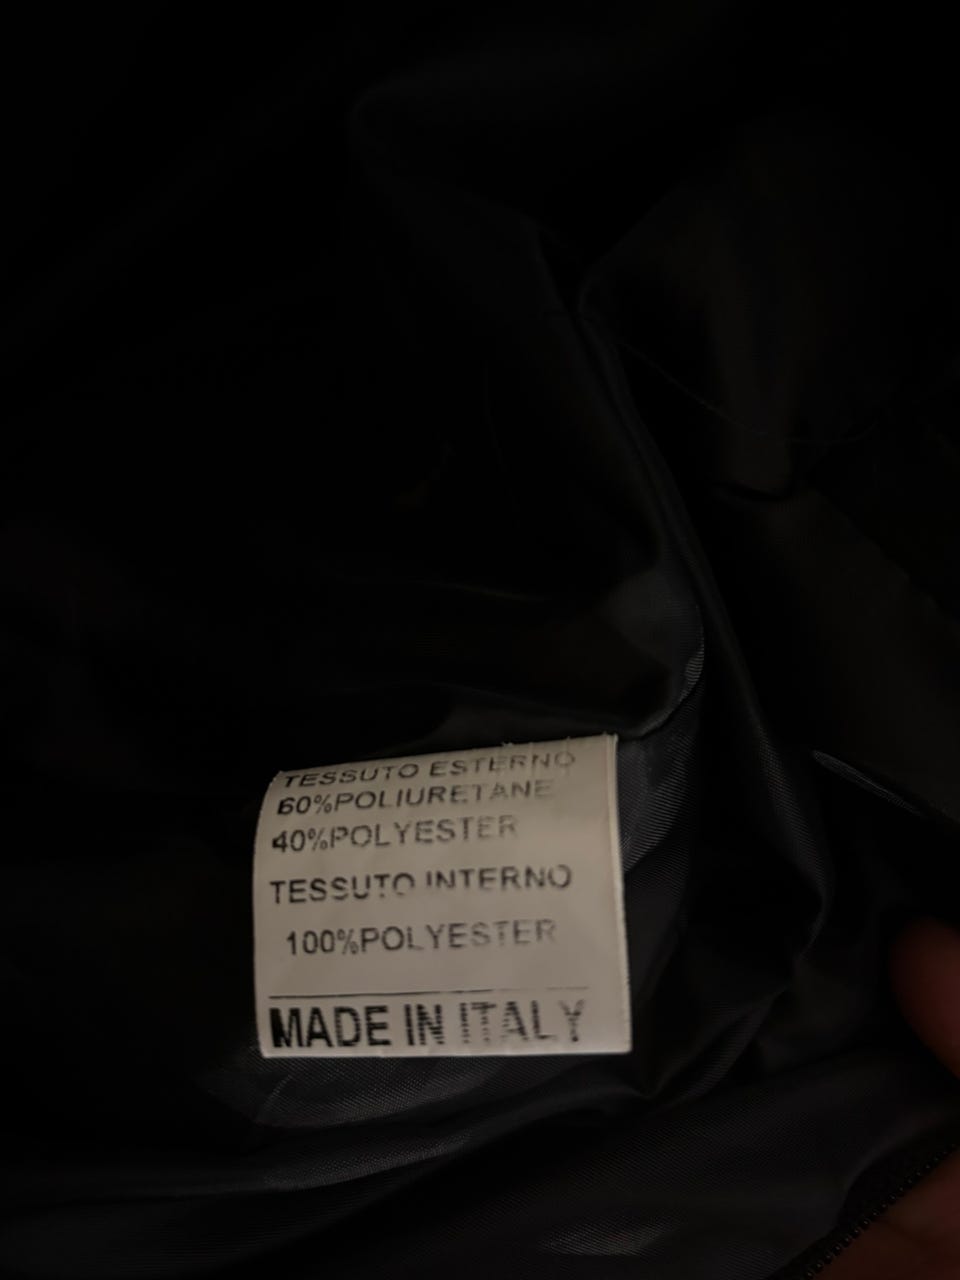 TESSUTO ESTERNO
60%POLIURETANE
40%POLYESTER
TESSUTO INTERNO
100%POLYESTER
MADE IN ITALY